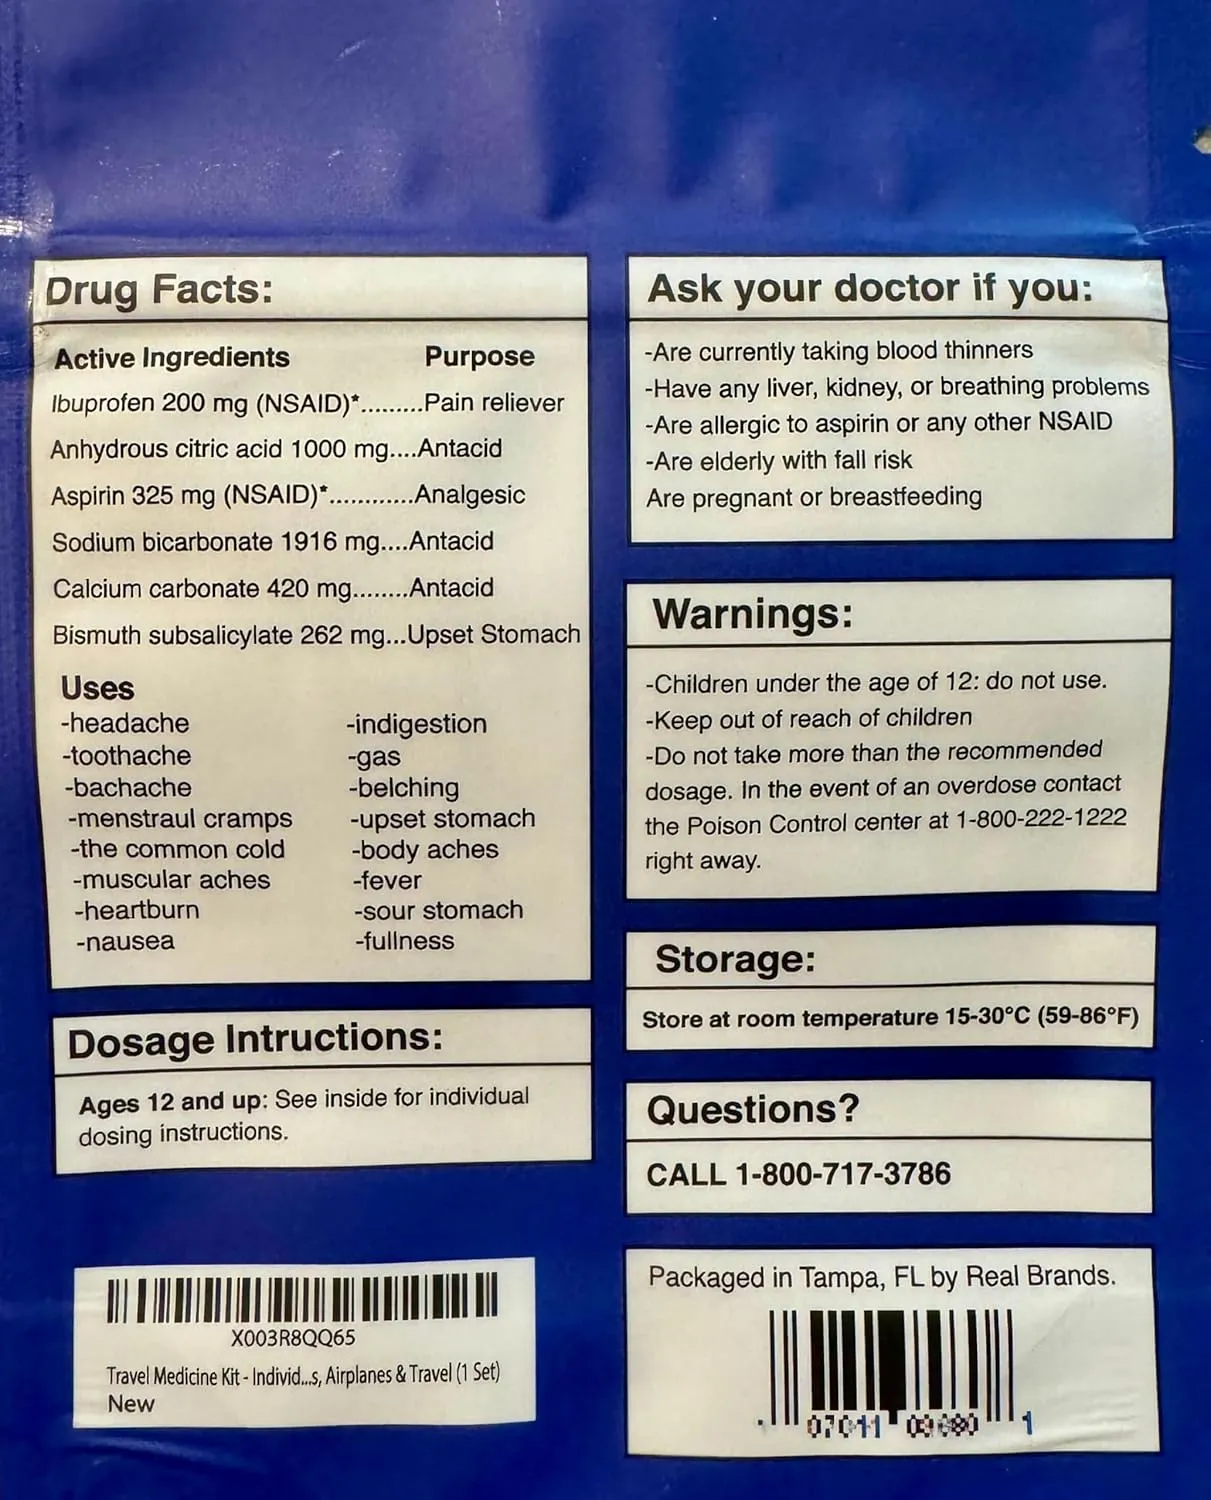 Drug Facts:
Active Ingredients Purpose
Ibuprofen 200 mg (NSAID)*.........Pain reliever
Anhydrous citric acid 1000 mg....Antacid
Aspirin 325 mg (NSAID)*............Analgesic
Sodium bicarbonate 1916 mg....Antacid
Calcium carbonate 420 mg........Antacid
Bismuth subsalicylate 262 mg...Upset Stomach
Uses
-headache
-toothache
-bachache
-menstraul cramps
-the common cold
-muscular aches
-heartburn
-nausea
-indigestion
-gas
-belching
-upset stomach
-body aches
-fever
-sour stomach
-fullness
Dosage Intructions:
Ages 12 and up: See inside for individual
dosing instructions.
X003R8QQ65
Travel Medicine Kit - Individ...s, Airplanes & Travel (1 Set)
New
Ask your doctor if you:
-Are currently taking blood thinners
-Have any liver, kidney, or breathing problems
-Are allergic to aspirin or any other NSAID
-Are elderly with fall risk
Are pregnant or breastfeeding
Warnings:
-Children under the age of 12: do not use.
-Keep out of reach of children
-Do not take more than the recommended
dosage. In the event of an overdose contact
the Poison Control center at 1-800-222-1222
right away.
Storage:
Store at room temperature 15-30°C (59-86°F)
Questions?
CALL 1-800-717-3786
Packaged in Tampa, FL by Real Brands.
07011 1